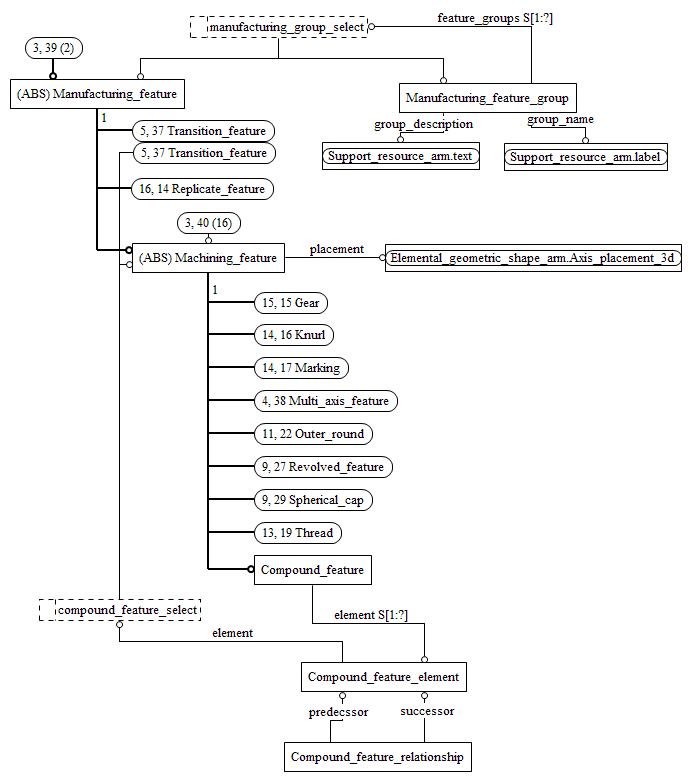 feature_groups S[1:?]
manufacturing_group_select
3, 39 (2)
(ABS) Manufacturing_feature
Manufacturing_feature_group
1
group_description
group_name
5, 37 Transition_feature
5, 37 Transition_feature
Support_resource_arm.text
Support_resource_arm.label
16, 14 Replicate_feature
3, 40 (16)
(ABS) Machining_feature
placement
Elemental_geometric_shape_arm.Axis_placement_3d
1
15, 15 Gear
14, 16 Knurl
14, 17 Marking
4, 38 Multi_axis_feature
11, 22 Outer_round
9, 27 Revolved_feature
9, 29 Spherical_cap
13, 19 Thread
Compound_feature
compound_feature_select
element S[1:?]
element
Compound_feature_element
predecssor
successor
Compound_feature_relationship